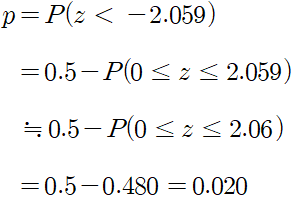 p = P(z < −2.059)
= 0.5 − P(0 ≤ z ≤ 2.059)
≒ 0.5 − P(0 ≤ z ≤ 2.06)
= 0.5 − 0.480 = 0.020